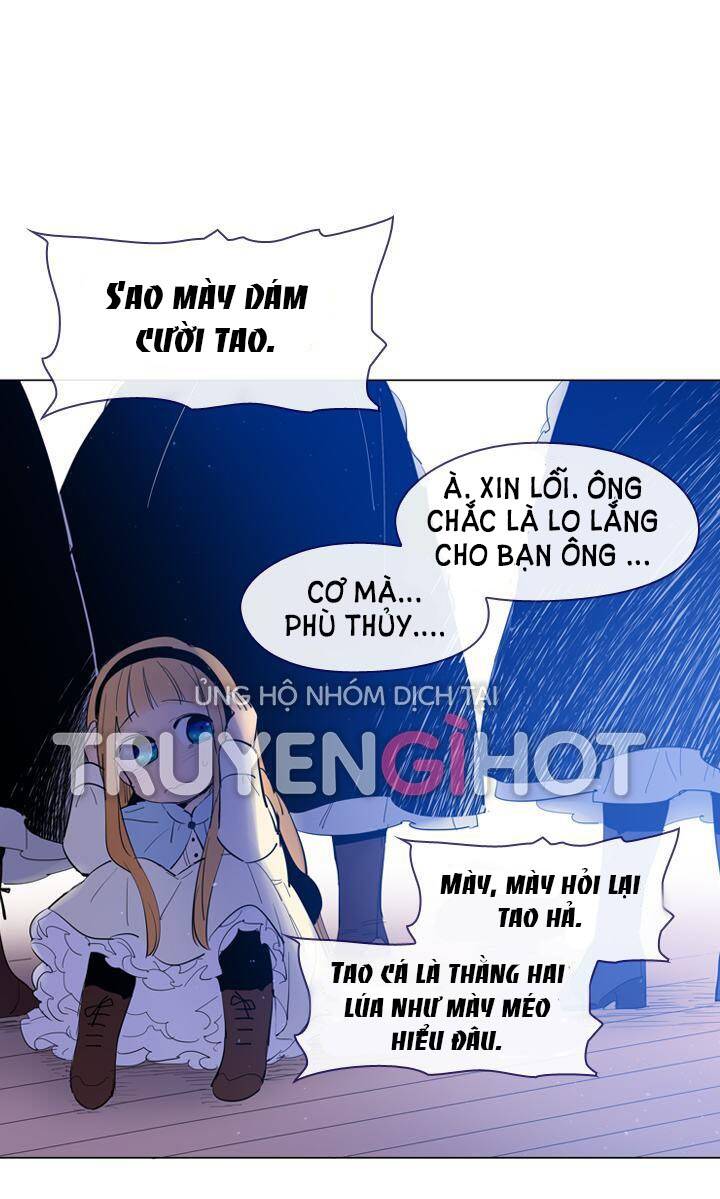 SAO MÀY DÁM
CƯỜI TAO.
À. XIN LỖI. ÔNG
CHẮC LÀ LO LẮNG
CHO BẠN ÔNG ...
CƠ MÀ...
PHÙ THỦY....
ỦNG HỘ NHÓM DỊCH TẠI
TRUYENGÌHOT
MÀY, MÀY HỎI LẠI
TAO HẢ.
TAO CÁ LÀ THẰNG HAI
LÚA NHƯ MÀY MÉO
HIỂU ĐÂU.